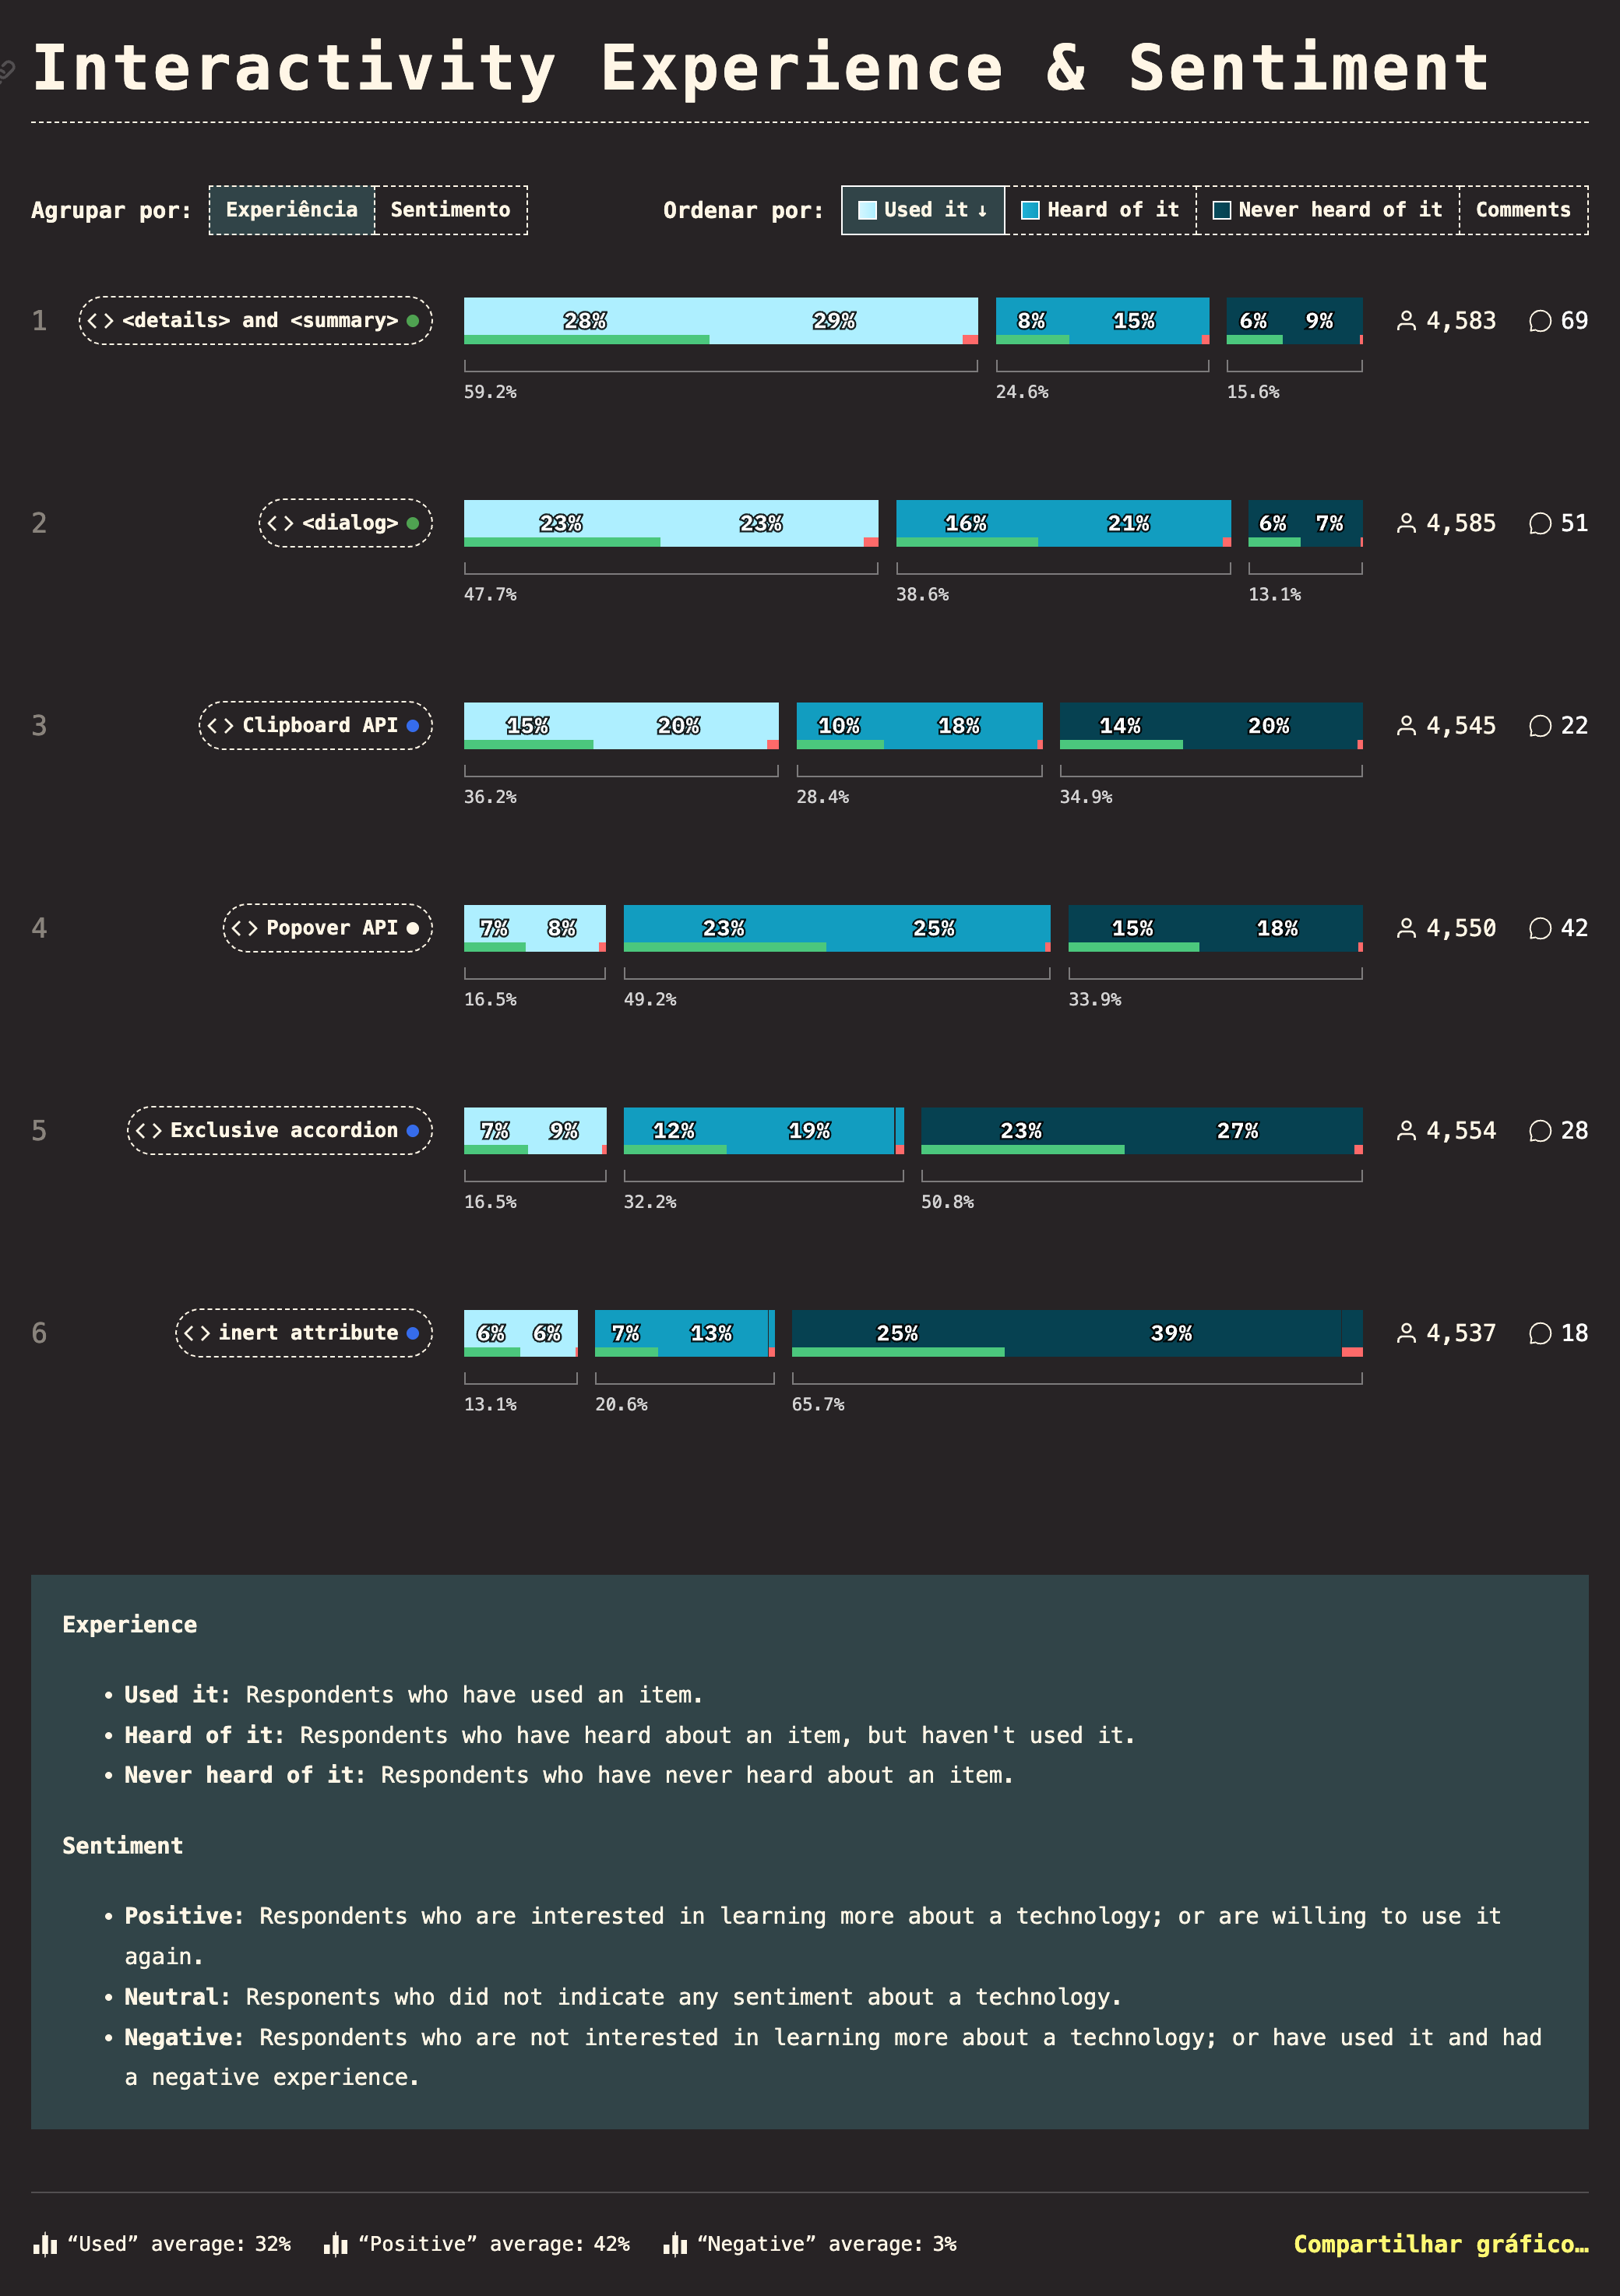 Interactivity Experience & Sentiment
Agrupar por: Experiência Sentimento Ordenar por: Used it ↓ Heard of it Never heard of it Comments
1 <> <details> and <summary> 28% 29% 8% 15% 6% 9% 4,583 69
59.2% 24.6% 15.6%
2 <> <dialog> 23% 23% 16% 21% 6% 7% 4,585 51
47.7% 38.6% 13.1%
3 <> Clipboard API 15% 20% 10% 18% 14% 20% 4,545 22
36.2% 28.4% 34.9%
4 <> Popover API 7% 8% 23% 25% 15% 18% 4,550 42
16.5% 49.2% 33.9%
5 <> Exclusive accordion 7% 9% 12% 19% 23% 27% 4,554 28
16.5% 32.2% 50.8%
6 <> inert attribute 6% 6% 7% 13% 25% 39% 4,537 18
13.1% 20.6% 65.7%
Experience
• Used it: Respondents who have used an item.
• Heard of it: Respondents who have heard about an item, but haven't used it.
• Never heard of it: Respondents who have never heard about an item.
Sentiment
• Positive: Respondents who are interested in learning more about a technology; or are willing to use it
again.
• Neutral: Responents who did not indicate any sentiment about a technology.
• Negative: Respondents who are not interested in learning more about a technology; or have used it and had
a negative experience.
“Used” average: 32% “Positive” average: 42% “Negative” average: 3% Compartilhar gráfico…